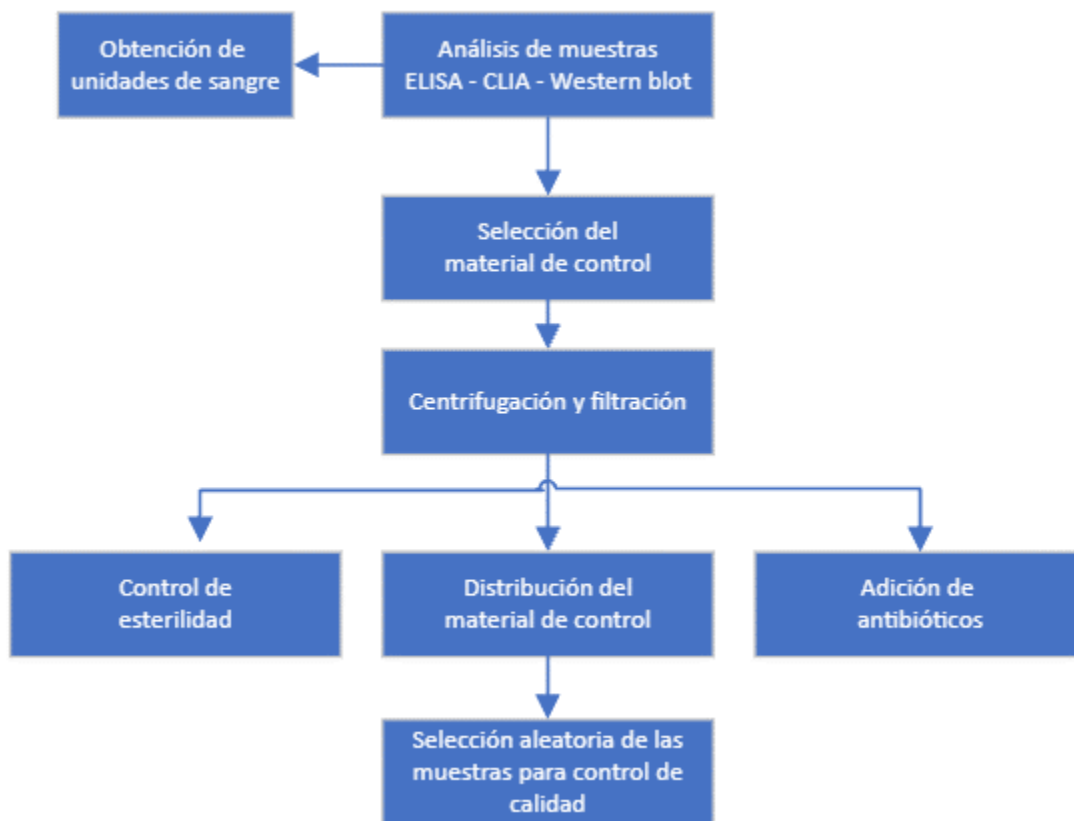 Obtención de
unidades de sangre
Análisis de muestras
ELISA - CLIA - Western blot
Selección del
material de control
Centrifugación y filtración
Control de
esterilidad
Distribución del
material de control
Adición de
antibióticos
Selección aleatoria de las
muestras para control de
calidad